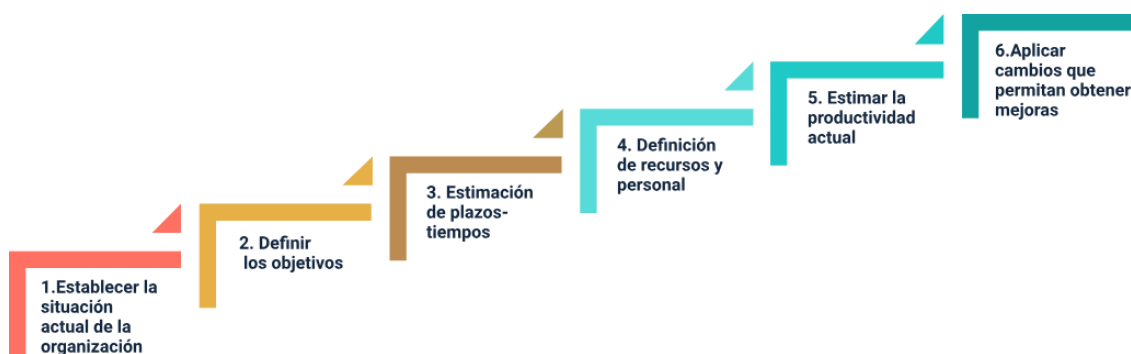 1.Establecer la
situación
actual de la
organización
2. Definir
los objetivos
3. Estimación
de plazos-
tiempos
4. Definición
de recursos y
personal
5. Estimar la
productividad
actual
6.Aplicar
cambios que
permitan obtener
mejoras